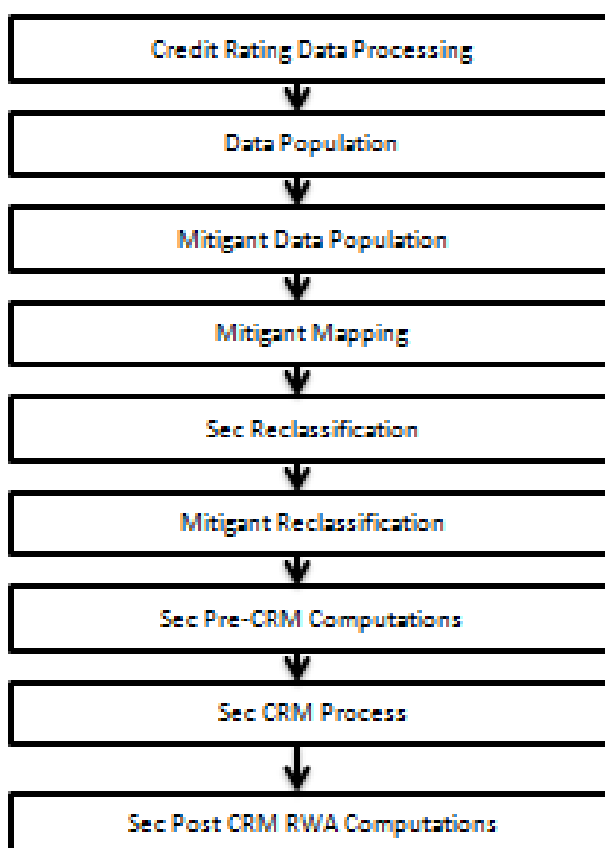 Credit Rating Data Processing
Data Population
Mitigant Data Population
Mitigant Mapping
Sec Reclassification
Mitigant Reclassification
Sec Pre-CRM Computations
Sec CRM Process
Sec Post CRM RWA Computations